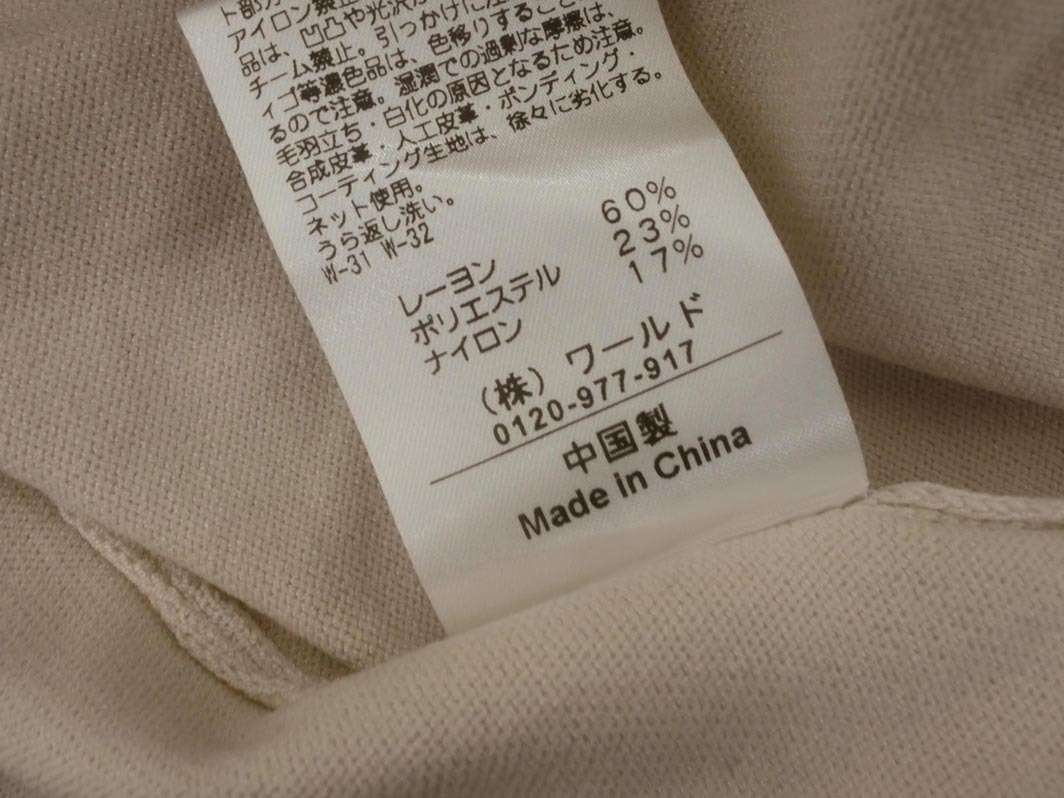 ト部分
アイロン禁止
品は、凹凸や光沢
チーム禁止。引っかけに注
ィゴ等濃色品は、色移りすること
るので注意。湿潤での過剰な摩擦は、
毛羽立ち・白化の原因となるため注意。
合成皮革・人工皮革・ボンディング・
コーティング生地は、徐々に劣化する。
ネット使用。
うら返し洗い。
W-31 W-32
レーヨン 60%
ポリエステル 23%
ナイロン 17%
(株) ワールド
0120-977-917
中国製
Made in China